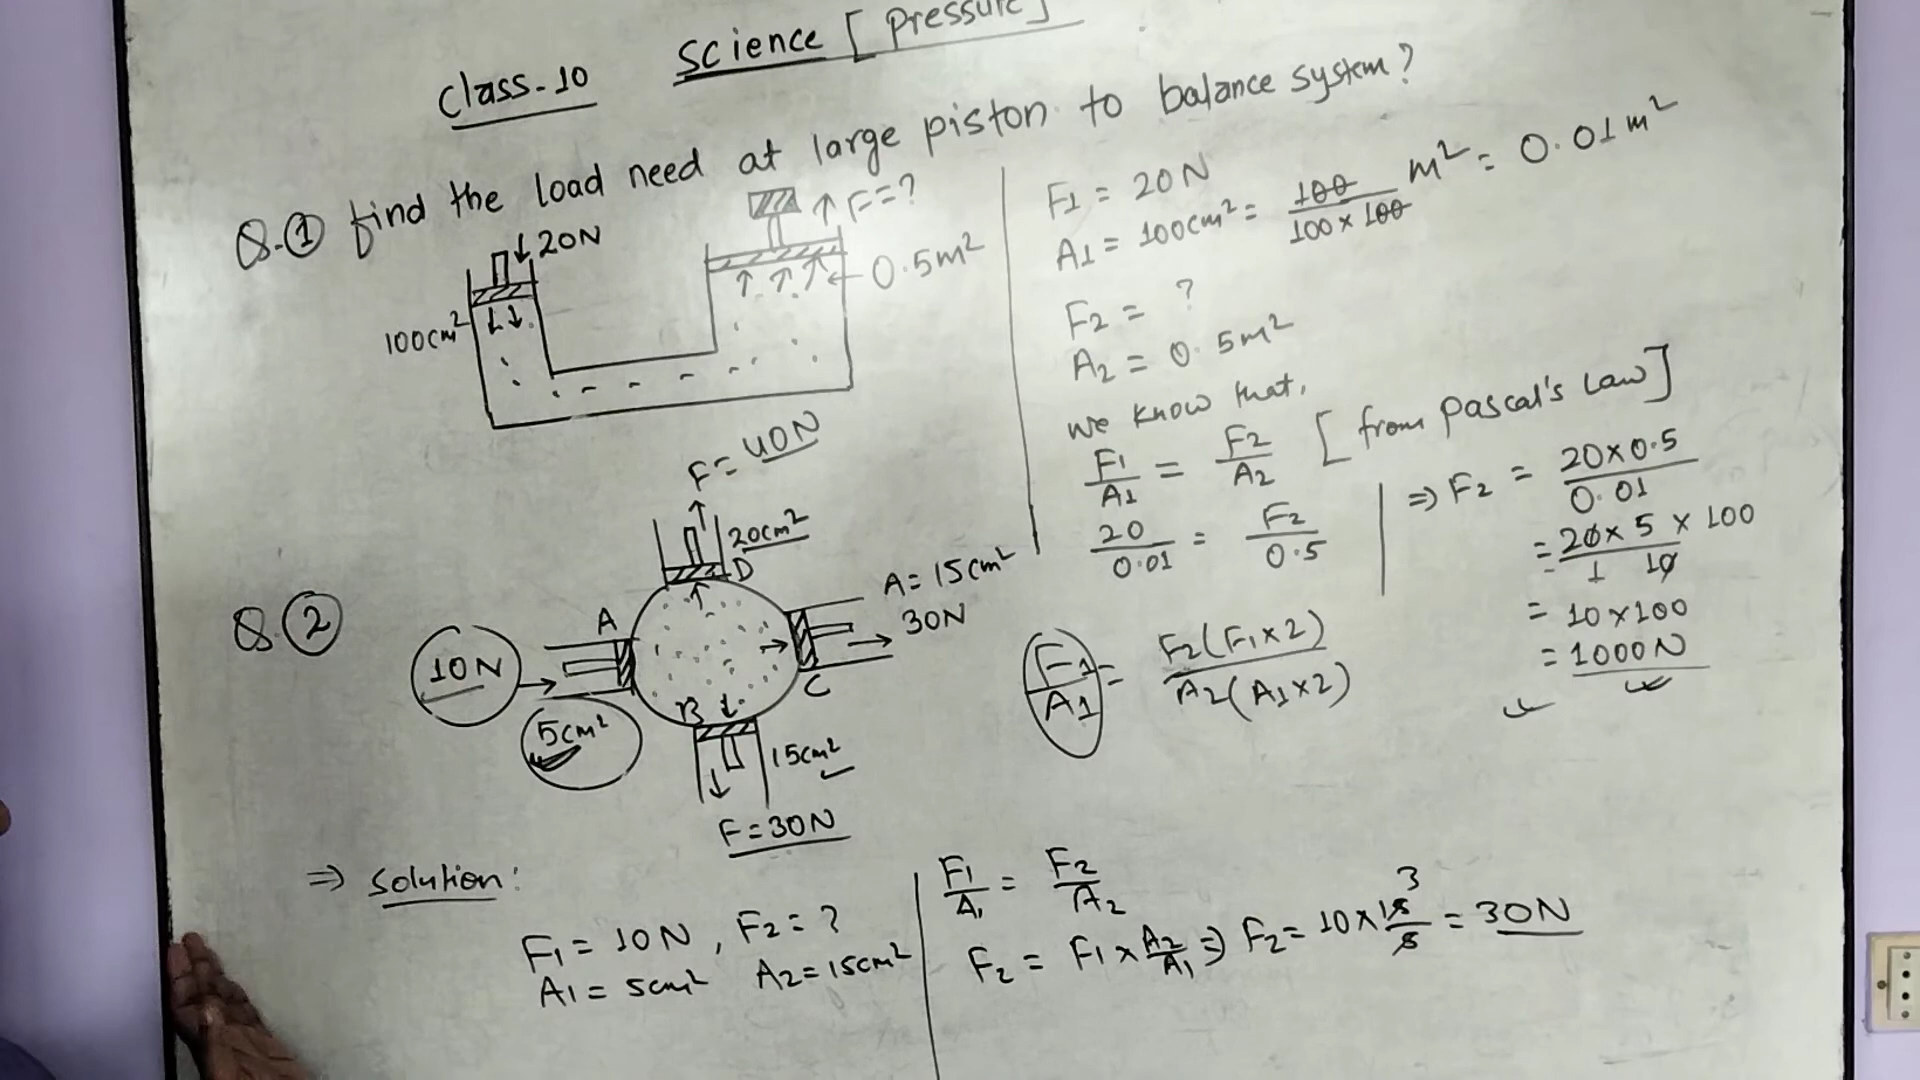 Class-10 Science [Pressure]
Q.① find the load need at large piston to balance system?
↓20N
↑ F=?
100cm²
← 0.5m²
F1 = 20N
A1 = 100cm² = 100/100×100 m² = 0.01m²
F2 = ?
A2 = 0.5m²
we know that,
F1/A1 = F2/A2 [from pascal's Law]
20/0.01 = F2/0.5
⇒ F2 = 20×0.5/0.01
= 20×5×100/1 10
= 10×100
= 1000N
Q.②
F=40N
20cm²
D
A
10N
5cm²
A=15cm²
30N
C
B
15cm²
F=30N
F1/A1 = F2(F1×2)/A2(A1×2)
⇒ Solution:
F1 = 10N, F2 = ?
A1 = 5cm² A2 = 15cm²
F1/A1 = F2/A2
F2 = F1 × A2/A1 ⇒ F2 = 10×15/5 3 = 30N